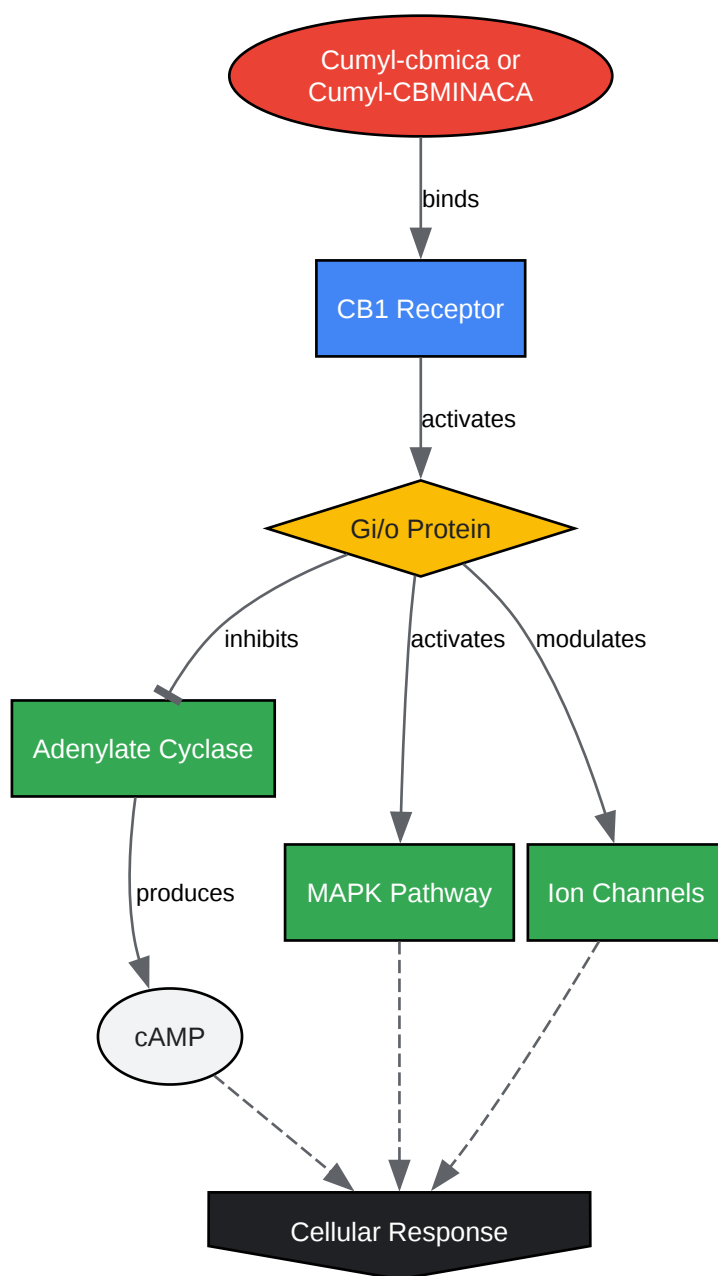 Cumyl-cbmica or
Cumyl-CBMINACA
binds
CB1 Receptor
activates
Gi/o Protein
inhibits
activates
modulates
Adenylate Cyclase
produces
MAPK Pathway
Ion Channels
cAMP
Cellular Response